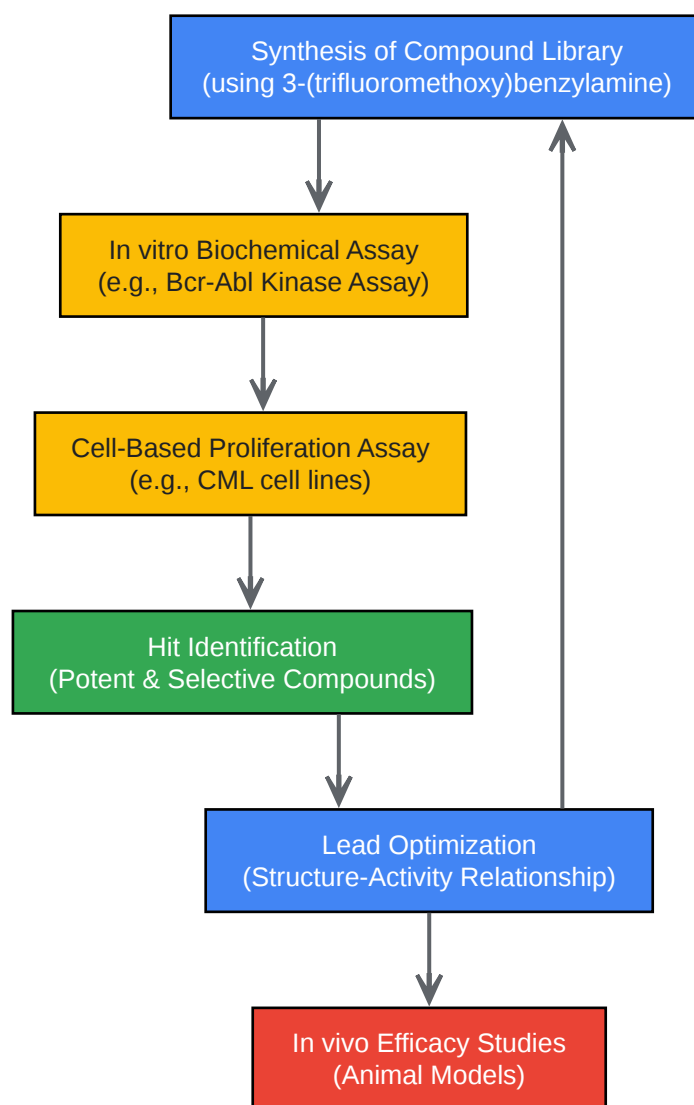 Synthesis of Compound Library
(using 3-(trifluoromethoxy)benzylamine)
In vitro Biochemical Assay
(e.g., Bcr-Abl Kinase Assay)
Cell-Based Proliferation Assay
(e.g., CML cell lines)
Hit Identification
(Potent & Selective Compounds)
Lead Optimization
(Structure-Activity Relationship)
In vivo Efficacy Studies
(Animal Models)